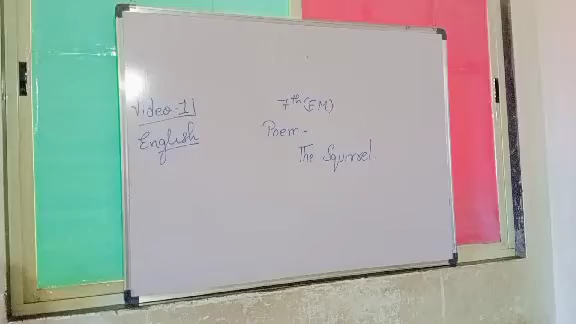 Video-11
English
7th (EM)
Poem -
The Squirrel